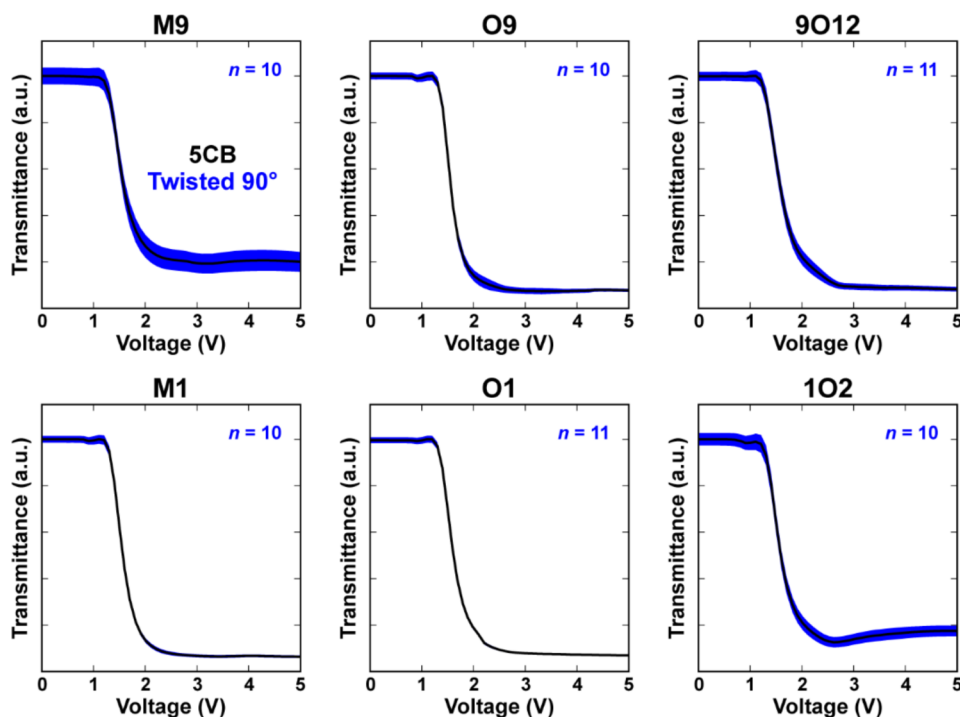 M9
O9
9O12
n = 10
n = 10
n = 11
5CB
Twisted 90°
Transmittance (a.u.)
Transmittance (a.u.)
Transmittance (a.u.)
0 1 2 3 4 5
0 1 2 3 4 5
0 1 2 3 4 5
Voltage (V)
Voltage (V)
Voltage (V)
M1
O1
1O2
n = 10
n = 11
n = 10
Transmittance (a.u.)
Transmittance (a.u.)
Transmittance (a.u.)
0 1 2 3 4 5
0 1 2 3 4 5
0 1 2 3 4 5
Voltage (V)
Voltage (V)
Voltage (V)